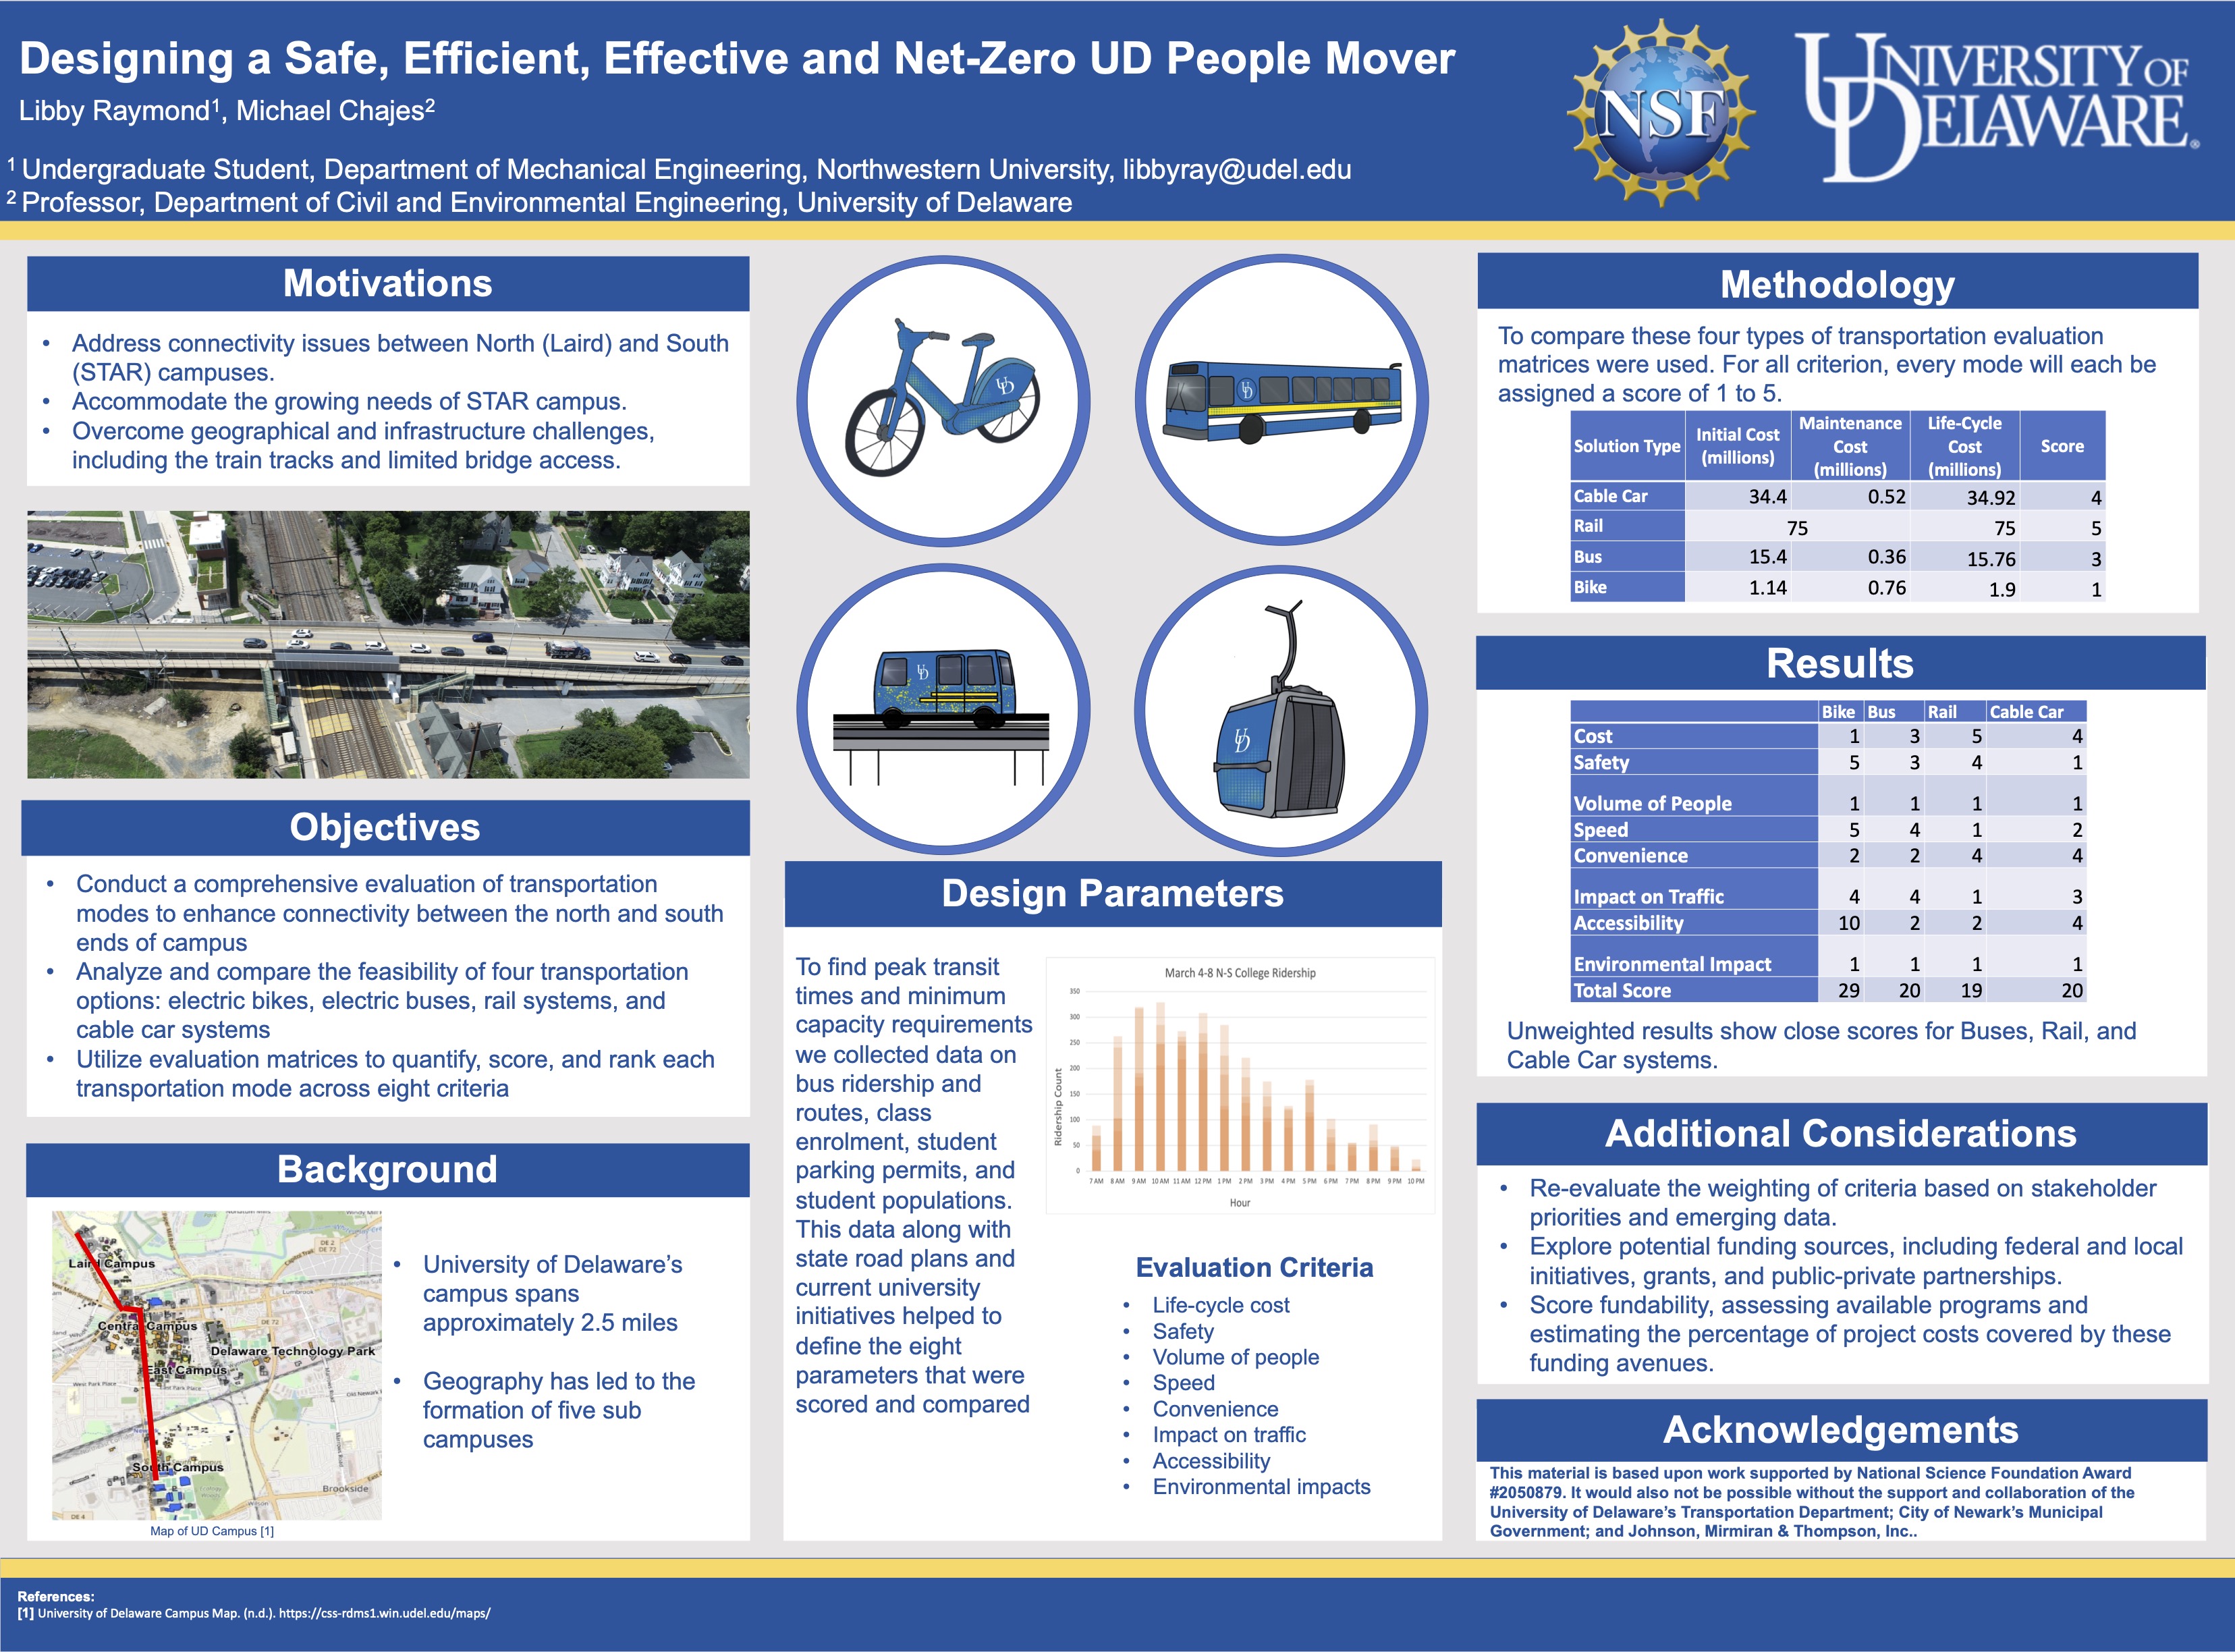 Designing a Safe, Efficient, Effective and Net-Zero UD People Mover
Libby Raymond1, Michael Chajes2
1 Undergraduate Student, Department of Mechanical Engineering, Northwestern University, libbyray@udel.edu
2 Professor, Department of Civil and Environmental Engineering, University of Delaware
NSF
UNIVERSITY OF
DELAWARE®
Motivations
• Address connectivity issues between North (Laird) and South
(STAR) campuses.
• Accommodate the growing needs of STAR campus.
• Overcome geographical and infrastructure challenges,
including the train tracks and limited bridge access.
Objectives
• Conduct a comprehensive evaluation of transportation
modes to enhance connectivity between the north and south
ends of campus
• Analyze and compare the feasibility of four transportation
options: electric bikes, electric buses, rail systems, and
cable car systems
• Utilize evaluation matrices to quantify, score, and rank each
transportation mode across eight criteria
Background
DE 2
DE 72
Laird Campus
Lumbrook
DE 72
Central Campus
Delaware Technology Park
East Campus
West Park Place
East Park Place
South Campus
Brookside
DE 4
Map of UD Campus [1]
• University of Delaware’s
campus spans
approximately 2.5 miles
• Geography has led to the
formation of five sub
campuses
UD
UD
UD
UD
Design Parameters
To find peak transit
times and minimum
capacity requirements
we collected data on
bus ridership and
routes, class
enrolment, student
parking permits, and
student populations.
This data along with
state road plans and
current university
initiatives helped to
define the eight
parameters that were
scored and compared
March 4-8 N-S College Ridership
Ridership Count
350
300
250
200
150
100
50
0
7 AM 8 AM 9 AM 10 AM 11 AM 12 PM 1 PM 2 PM 3 PM 4 PM 5 PM 6 PM 7 PM 8 PM 9 PM 10 PM
Hour
Evaluation Criteria
• Life-cycle cost
• Safety
• Volume of people
• Speed
• Convenience
• Impact on traffic
• Accessibility
• Environmental impacts
Methodology
To compare these four types of transportation evaluation
matrices were used. For all criterion, every mode will each be
assigned a score of 1 to 5.
Solution Type Initial Cost (millions) Maintenance Cost (millions) Life-Cycle Cost (millions) Score
Cable Car 34.4 0.52 34.92 4
Rail 75 75 5
Bus 15.4 0.36 15.76 3
Bike 1.14 0.76 1.9 1
Results
Bike Bus Rail Cable Car
Cost 1 3 5 4
Safety 5 3 4 1
Volume of People 1 1 1 1
Speed 5 4 1 2
Convenience 2 2 4 4
Impact on Traffic 4 4 1 3
Accessibility 10 2 2 4
Environmental Impact 1 1 1 1
Total Score 29 20 19 20
Unweighted results show close scores for Buses, Rail, and
Cable Car systems.
Additional Considerations
• Re-evaluate the weighting of criteria based on stakeholder
priorities and emerging data.
• Explore potential funding sources, including federal and local
initiatives, grants, and public-private partnerships.
• Score fundability, assessing available programs and
estimating the percentage of project costs covered by these
funding avenues.
Acknowledgements
This material is based upon work supported by National Science Foundation Award
#2050879. It would also not be possible without the support and collaboration of the
University of Delaware’s Transportation Department; City of Newark’s Municipal
Government; and Johnson, Mirmiran & Thompson, Inc..
References:
[1] University of Delaware Campus Map. (n.d.). https://css-rdms1.win.udel.edu/maps/